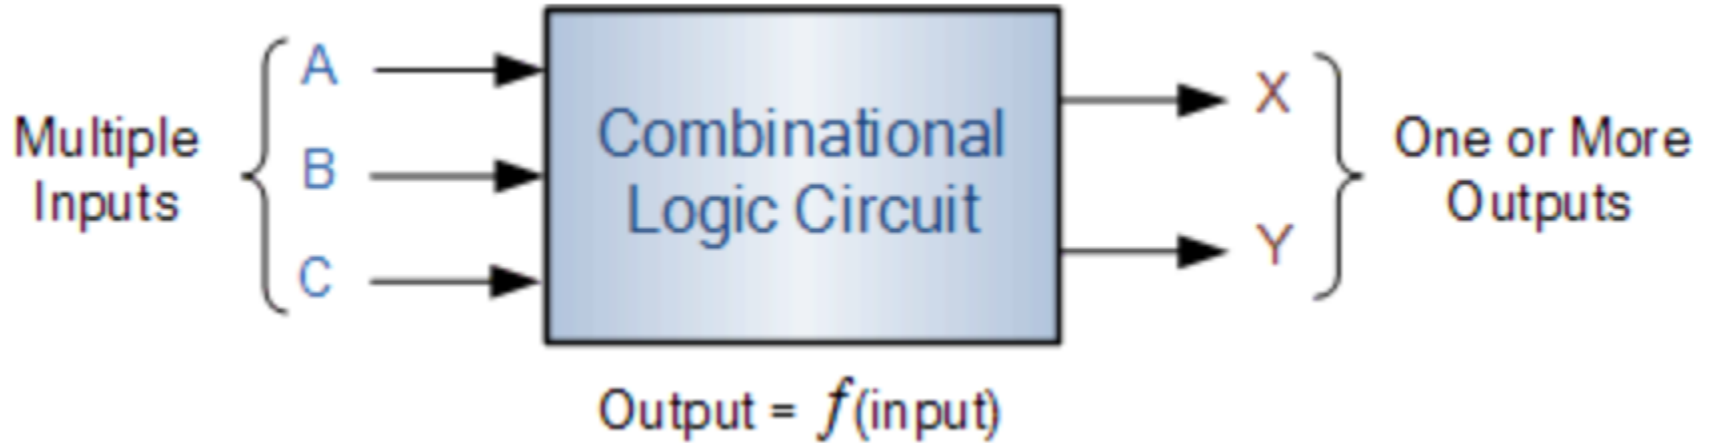 Multiple
Inputs
A
B
C
Combinational
Logic Circuit
X
Y
One or More
Outputs
Output = f(input)